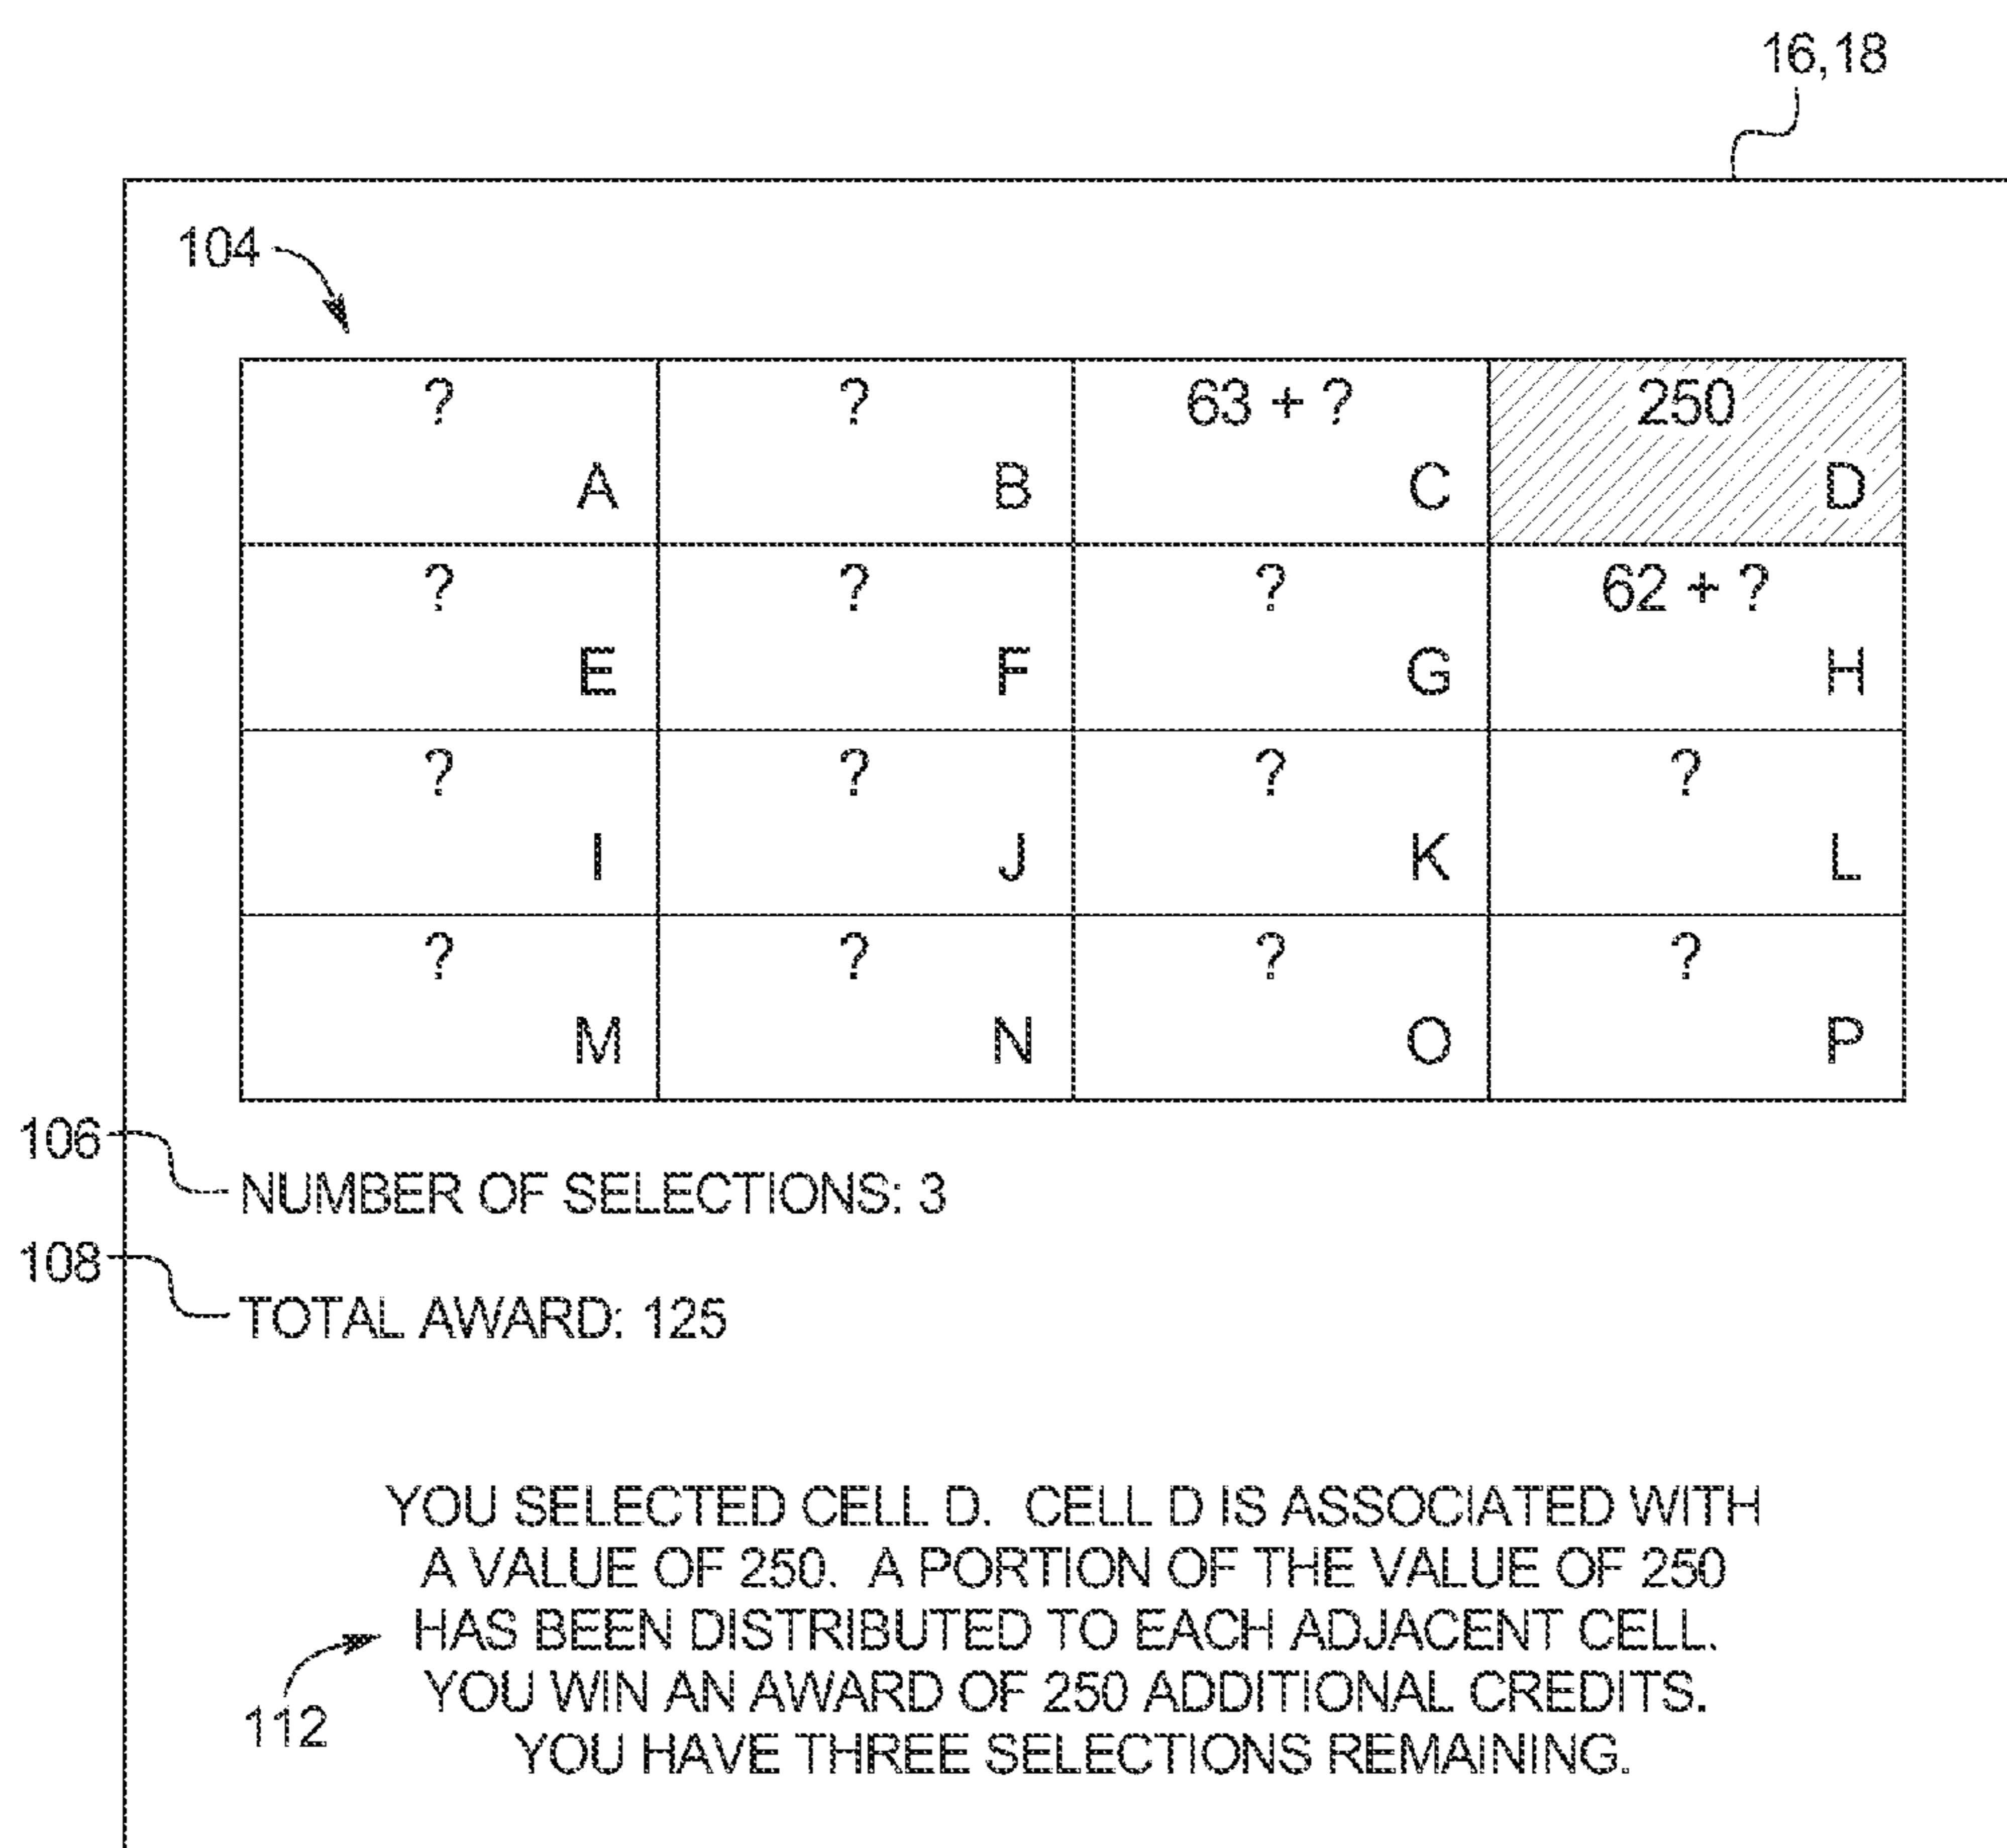 16,18
104
? ? 63 + ? 250
A B C D
? ? ? 62 + ?
E F G H
? ? ? ?
I J K L
? ? ? ?
M N O P
106
NUMBER OF SELECTIONS: 3
108
TOTAL AWARD: 125
YOU SELECTED CELL D. CELL D IS ASSOCIATED WITH
A VALUE OF 250. A PORTION OF THE VALUE OF 250
HAS BEEN DISTRIBUTED TO EACH ADJACENT CELL.
YOU WIN AN AWARD OF 250 ADDITIONAL CREDITS.
112
YOU HAVE THREE SELECTIONS REMAINING.